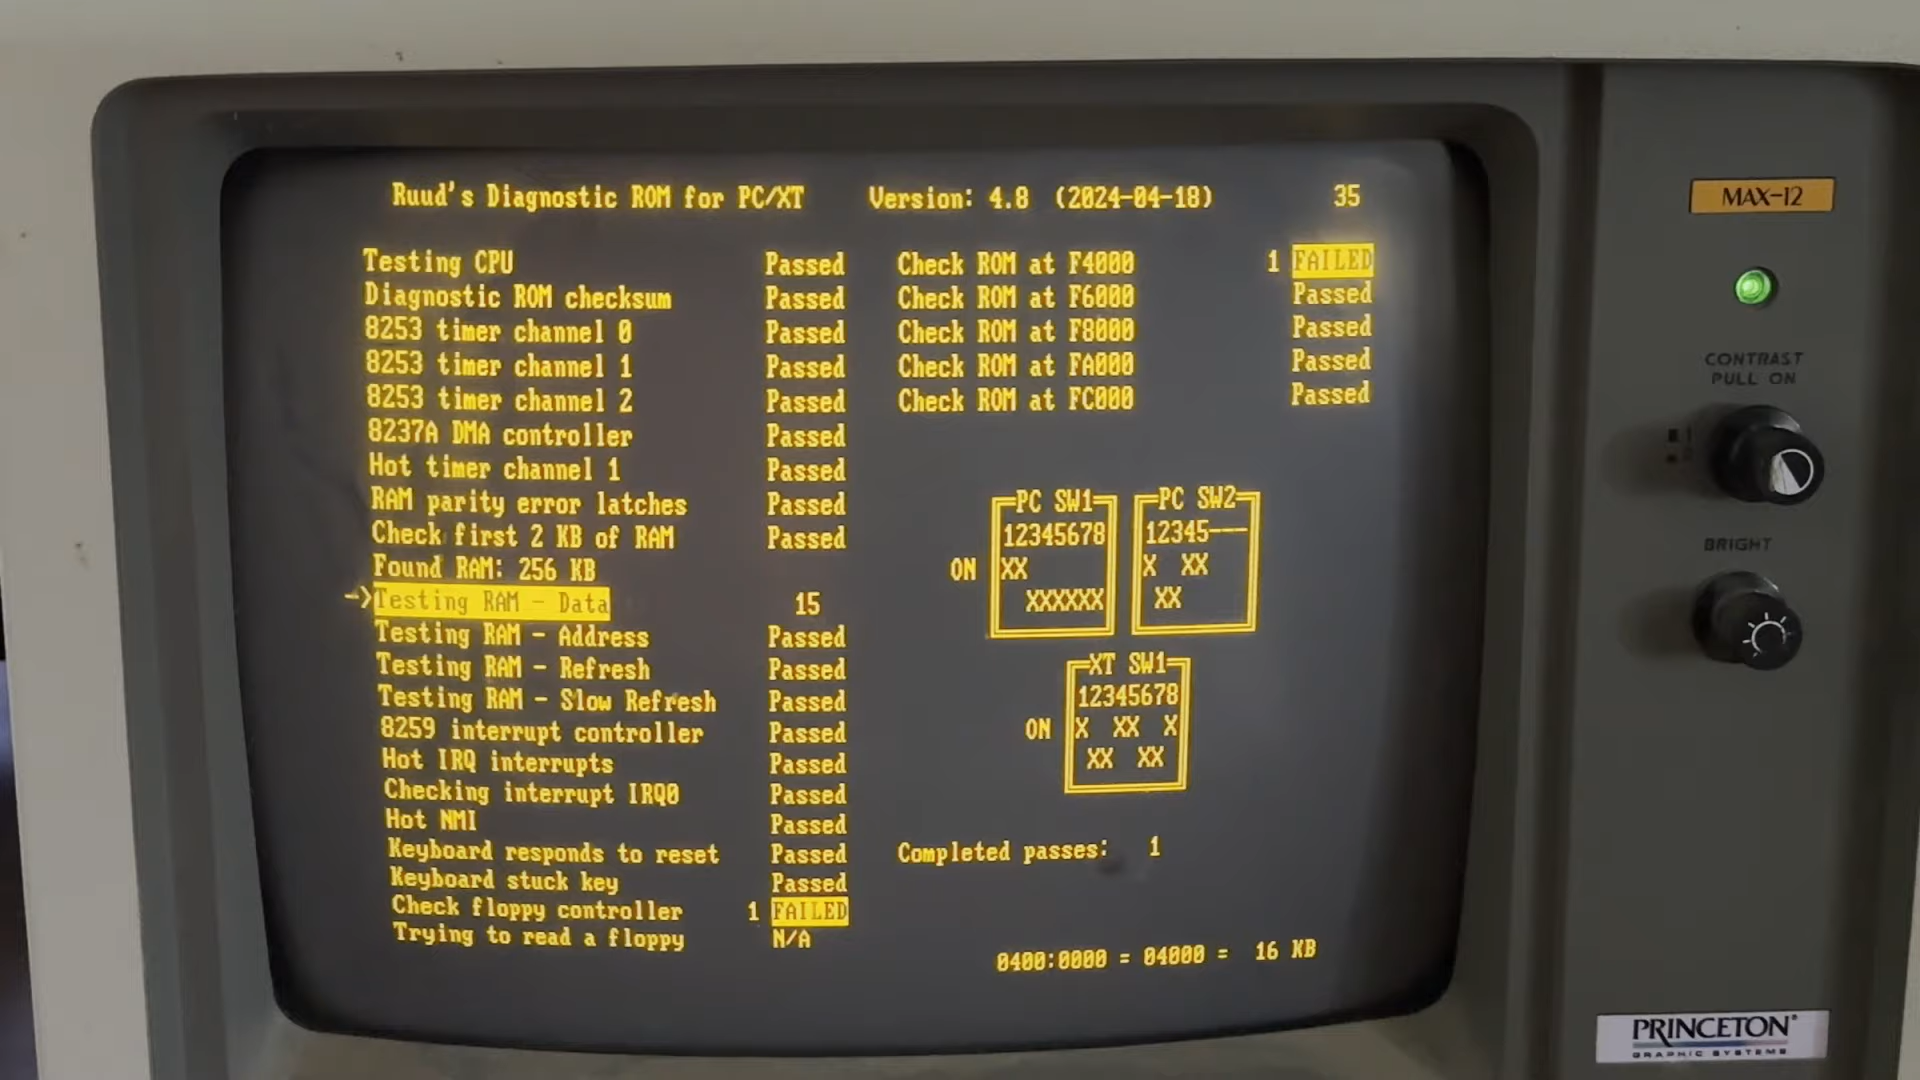 Ruud's Diagnostic ROM for PC/XT Version: 4.8 (2024-04-18) 35
Testing CPU Passed
Diagnostic ROM checksum Passed
8253 timer channel 0 Passed
8253 timer channel 1 Passed
8253 timer channel 2 Passed
8237A DMA controller Passed
Hot timer channel 1 Passed
RAM parity error latches Passed
Check first 2 KB of RAM Passed
Found RAM: 256 KB
->Testing RAM - Data 15
Testing RAM - Address Passed
Testing RAM - Refresh Passed
Testing RAM - Slow Refresh Passed
8259 interrupt controller Passed
Hot IRQ interrupts Passed
Checking interrupt IRQ0 Passed
Hot NMI Passed
Keyboard responds to reset Passed
Keyboard stuck key Passed
Check floppy controller 1 FAILED
Trying to read a floppy N/A
Check ROM at F4000 1 FAILED
Check ROM at F6000 Passed
Check ROM at F8000 Passed
Check ROM at FA000 Passed
Check ROM at FC000 Passed
PC SW1 PC SW2
12345678 12345---
ON XX X XX
XXXXXX XX
XT SW1
12345678
ON X XX X
XX XX
Completed passes: 1
0400:0000 = 04000 = 16 KB
MAX-12
CONTRAST
PULL ON
BRIGHT
PRINCETON®
GRAPHIC SYSTEMS